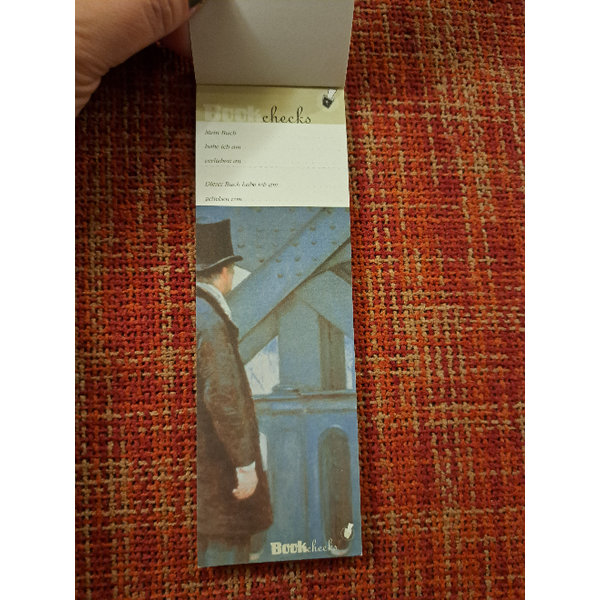 Bookchecks
Mein Buch
habe ich am
verliehen an
Dieses Buch habe ich am
geliehen von
Bookchecks